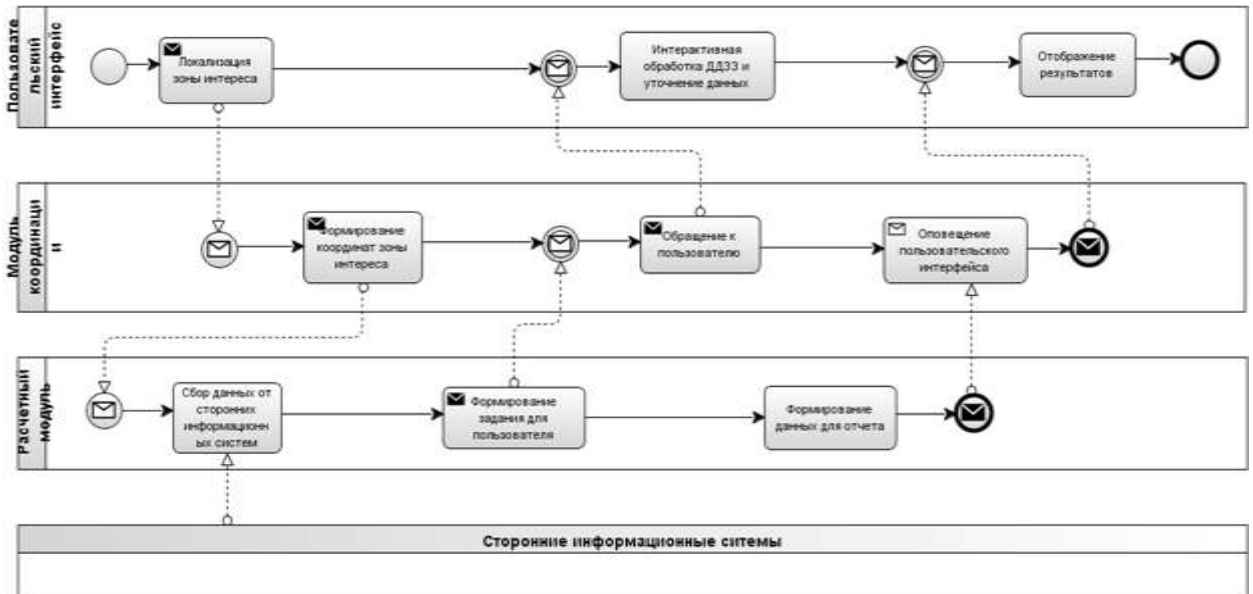 Пользовате
льский
интерфейс
Локализация
зоны интереса
Интерактивная
обработка ДДЗЗ и
уточнение данных
Отображение
результатов
Модуль
координаци
и
Формирование
координат зоны
интереса
Обращение к
пользователю
Оповещение
пользовательского
интерфейса
Расчетный
модуль
Сбор данных от
сторонних
информационн
ых систем
Формирование
задания для
пользователя
Формирование
данных для отчета
Сторонние информационные ситемы